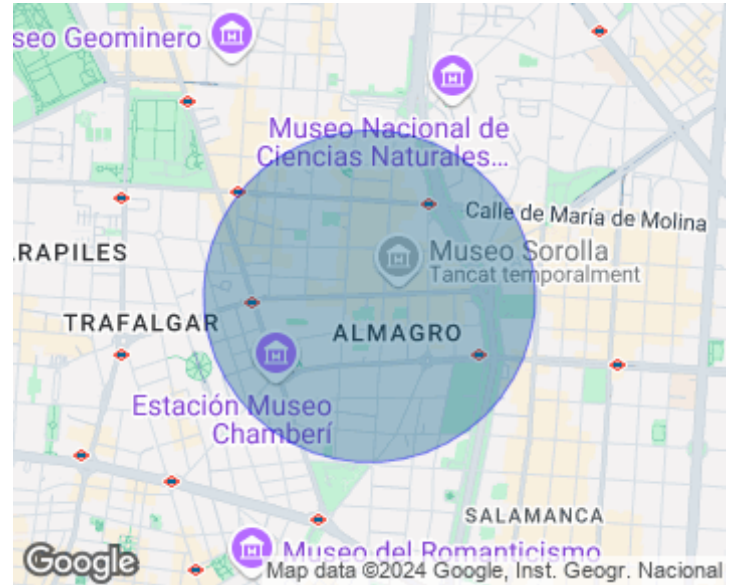 seo Geominero
Museo Nacional de
Ciencias Naturales...
Calle de María de Molina
RAPILES
Museo Sorolla
Tancat temporalment
TRAFALGAR
ALMAGRO
Estación Museo
Chamberí
SALAMANCA
Museo del Romanticismo
Google
Map data ©2024 Google, Inst. Geogr. Nacional